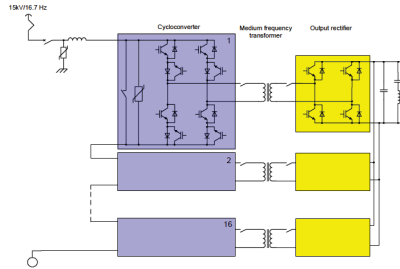 15kV/16.7 Hz
Cycloconverter
Medium frequency
transformer
Output rectifier
1
2
16